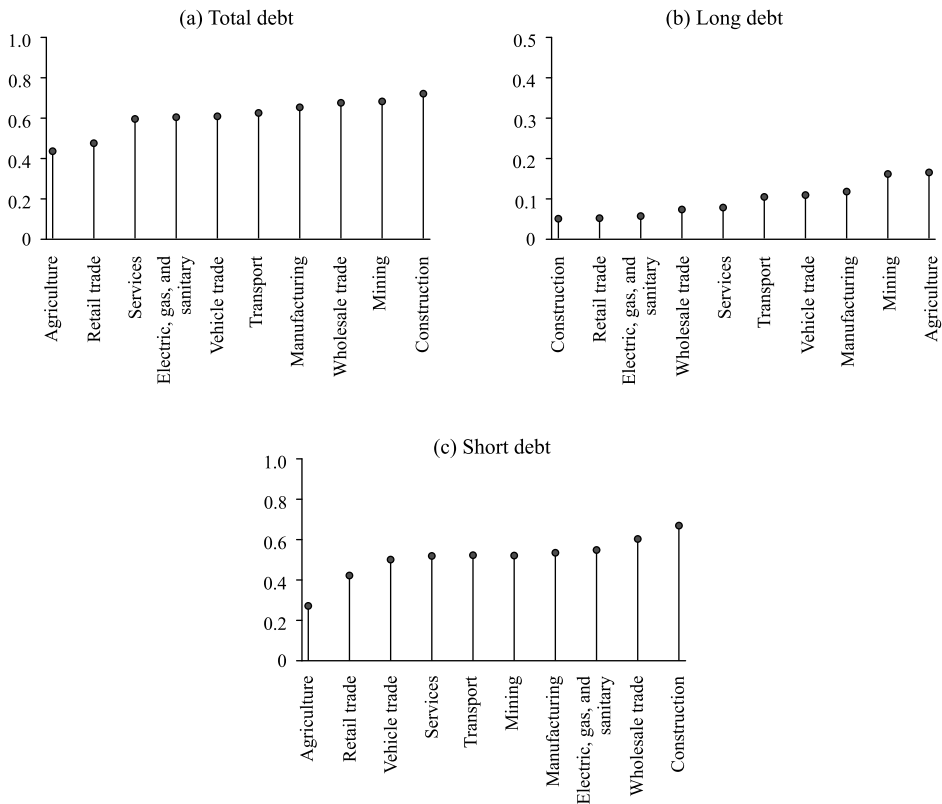 (a) Total debt
1.0
0.8
0.6
0.4
0.2
0
Agriculture
Retail trade
Services
Electric, gas, and
sanitary
Vehicle trade
Transport
Manufacturing
Wholesale trade
Mining
Construction
(b) Long debt
0.5
0.4
0.3
0.2
0.1
0
Construction
Retail trade
Electric, gas, and
sanitary
Wholesale trade
Services
Transport
Vehicle trade
Manufacturing
Mining
Agriculture
(c) Short debt
1.0
0.8
0.6
0.4
0.2
0
Agriculture
Retail trade
Vehicle trade
Services
Transport
Mining
Manufacturing
Electric, gas, and
sanitary
Wholesale trade
Construction